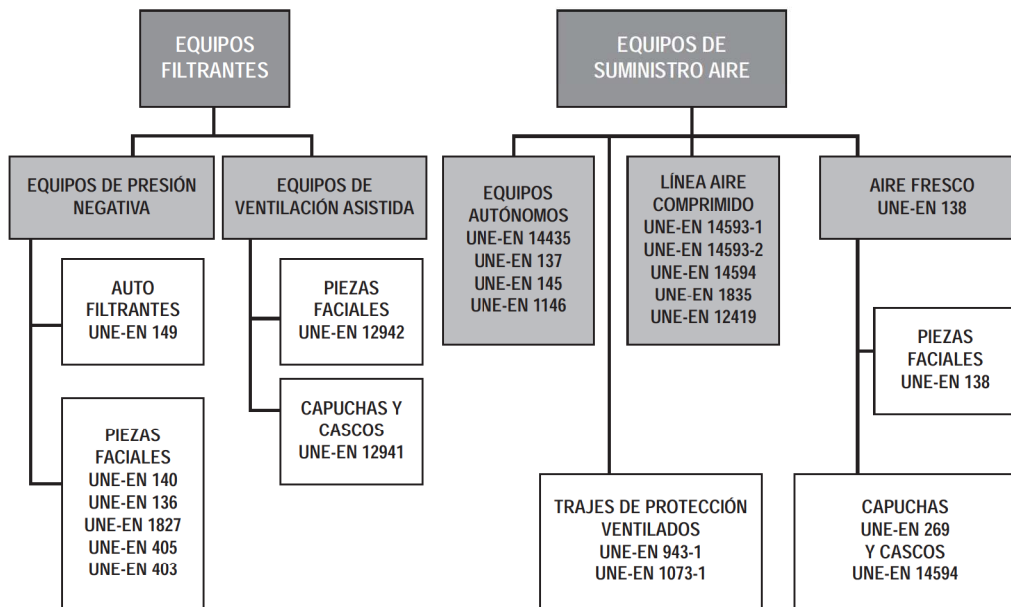 EQUIPOS
FILTRANTES
EQUIPOS DE
SUMINISTRO AIRE
EQUIPOS DE PRESIÓN
NEGATIVA
EQUIPOS DE
VENTILACIÓN ASISTIDA
EQUIPOS
AUTÓNOMOS
UNE-EN 14435
UNE-EN 137
UNE-EN 145
UNE-EN 1146
LÍNEA AIRE
COMPRIMIDO
UNE-EN 14593-1
UNE-EN 14593-2
UNE-EN 14594
UNE-EN 1835
UNE-EN 12419
AIRE FRESCO
UNE-EN 138
AUTO
FILTRANTES
UNE-EN 149
PIEZAS
FACIALES
UNE-EN 12942
PIEZAS
FACIALES
UNE-EN 138
CAPUCHAS Y
CASCOS
UNE-EN 12941
PIEZAS
FACIALES
UNE-EN 140
UNE-EN 136
UNE-EN 1827
UNE-EN 405
UNE-EN 403
TRAJES DE PROTECCIÓN
VENTILADOS
UNE-EN 943-1
UNE-EN 1073-1
CAPUCHAS
UNE-EN 269
Y CASCOS
UNE-EN 14594